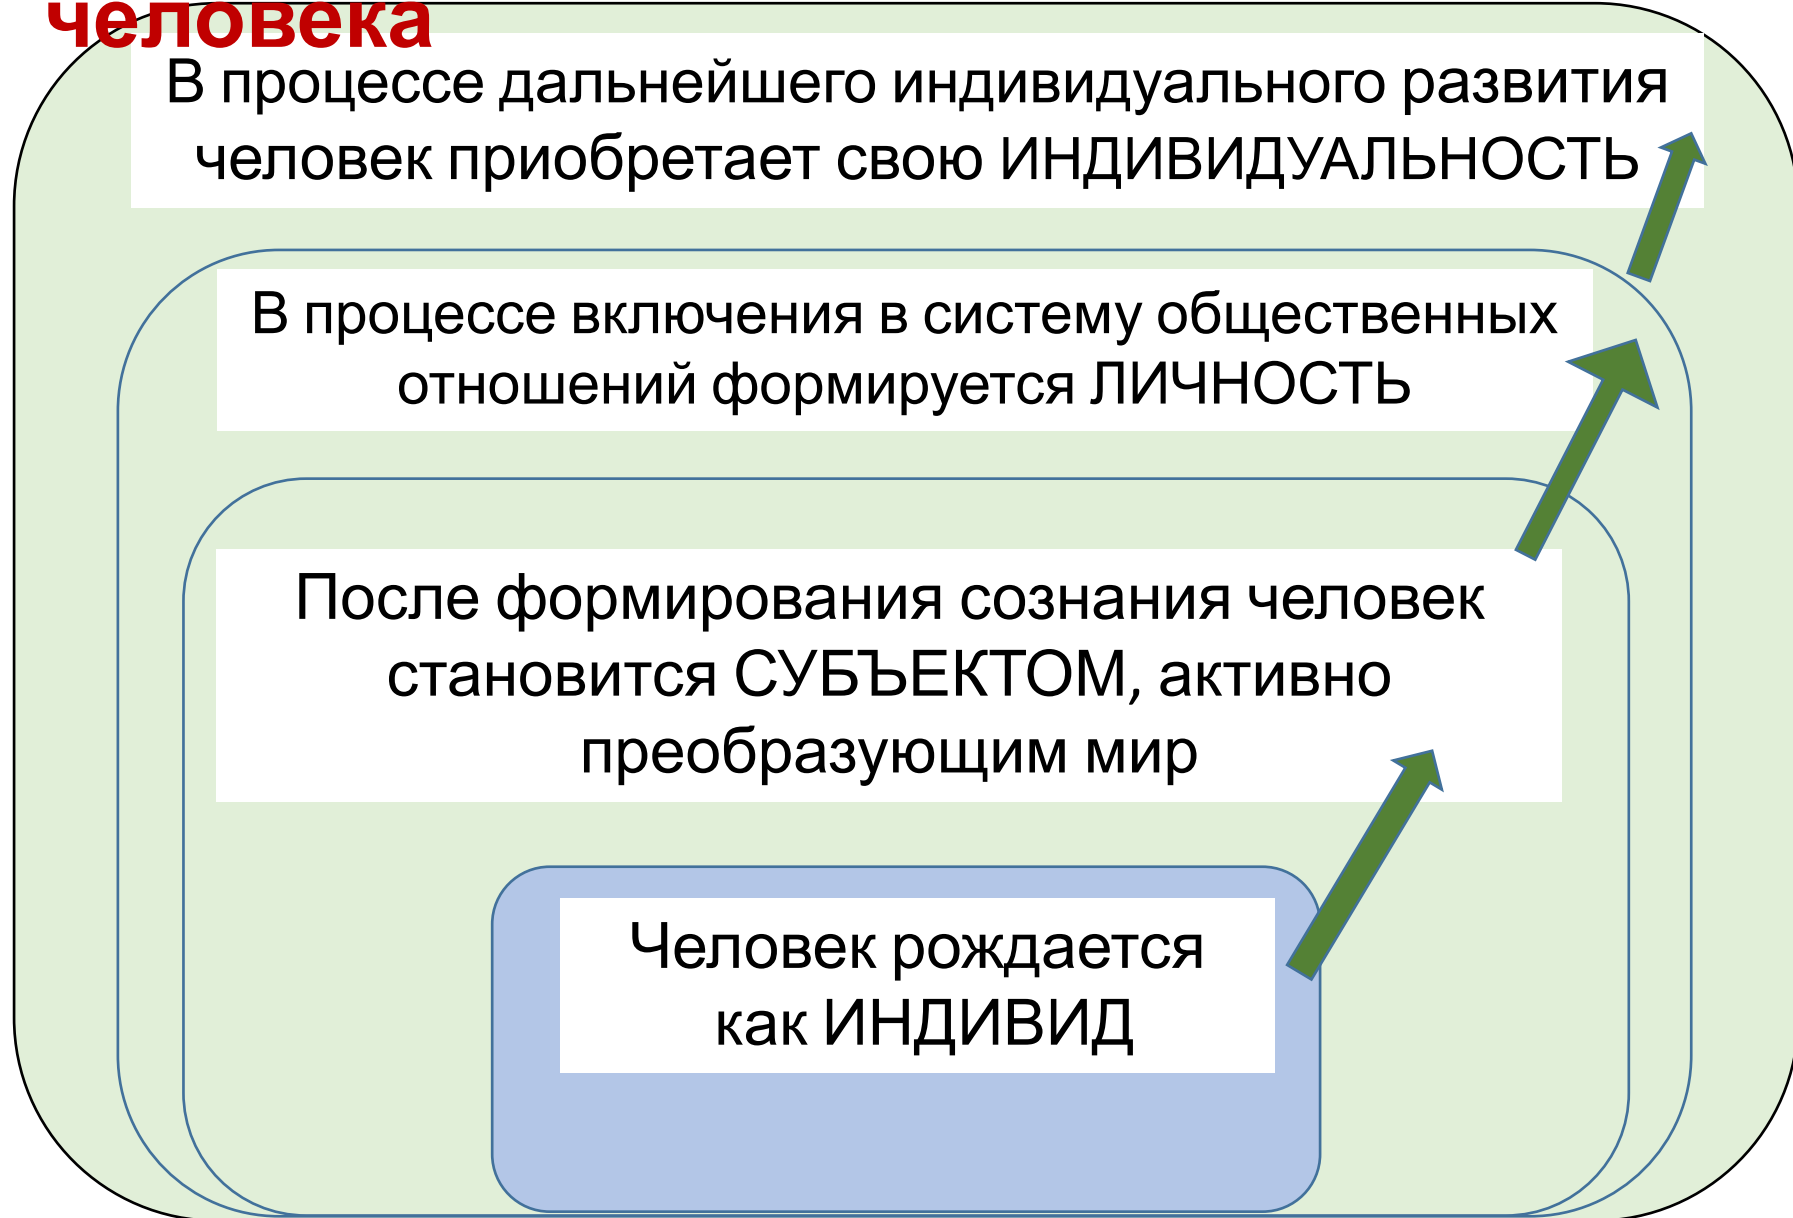 человека
В процессе дальнейшего индивидуального развития
человек приобретает свою ИНДИВИДУАЛЬНОСТЬ
В процессе включения в систему общественных
отношений формируется ЛИЧНОСТЬ
После формирования сознания человек
становится СУБЪЕКТОМ, активно
преобразующим мир
Человек рождается
как ИНДИВИД